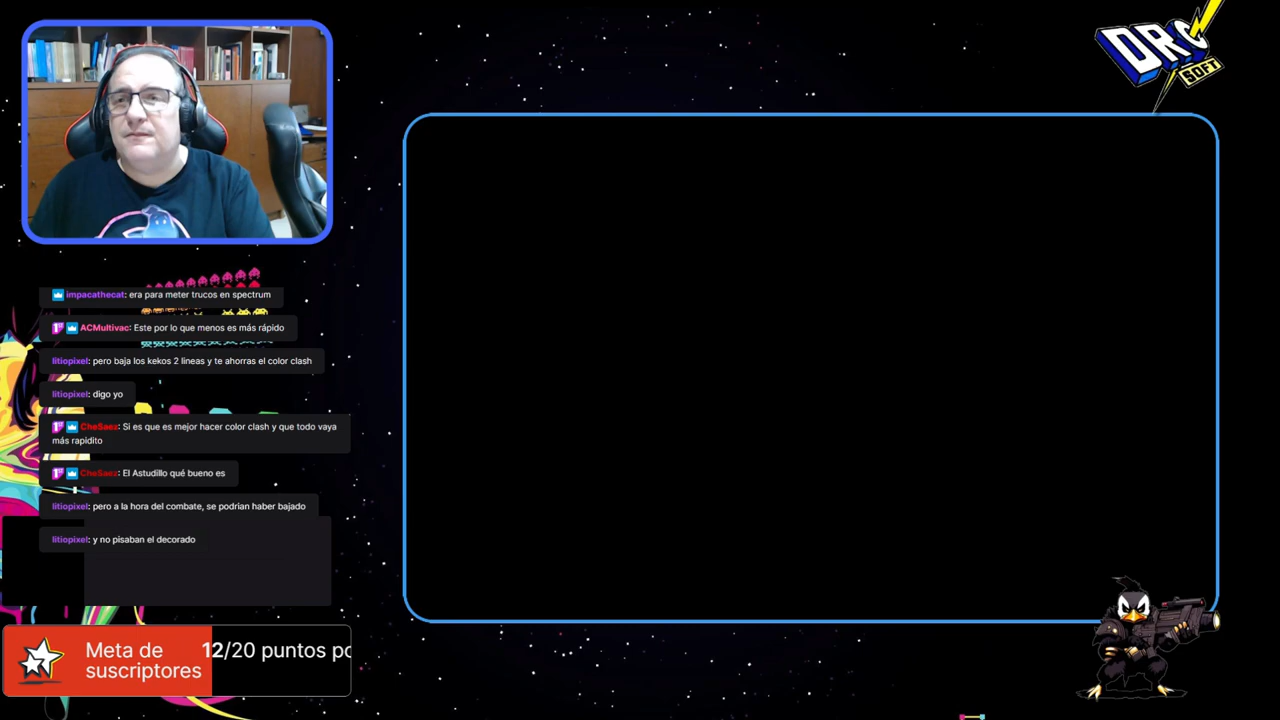 DRC
SOFT
impacathecat: era para meter trucos en spectrum
ACMultivac: Este por lo que menos es más rápido
litiopixel: pero baja los kekos 2 lineas y te ahorras el color clash
litiopixel: digo yo
CheSaez: Si es que es mejor hacer color clash y que todo vaya
más rapidito
CheSaez: El Astudillo qué bueno es
litiopixel: pero a la hora del combate, se podrian haber bajado
litiopixel: y no pisaban el decorado
Meta de
suscriptores
12/20 puntos po